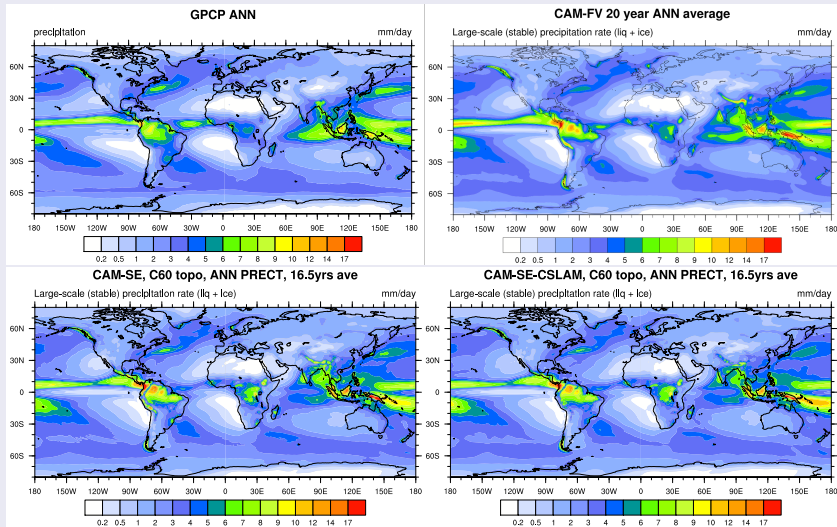 GPCP ANN
precipitation mm/day
60N
30N
0
30S
60S
180 150W 120W 90W 60W 30W 0 30E 60E 90E 120E 150E 180
0.2 0.5 1 2 3 4 5 6 7 8 9 10 12 14 17
CAM-FV 20 year ANN average
Large-scale (stable) precipitation rate (liq + ice) mm/day
60N
30N
0
30S
60S
180 150W 120W 90W 60W 30W 0 30E 60E 90E 120E 150E 180
0.2 0.5 1 2 3 4 5 6 7 8 9 10 12 14 17
CAM-SE, C60 topo, ANN PRECT, 16.5yrs ave
Large-scale (stable) precipitation rate (liq + ice) mm/day
60N
30N
0
30S
60S
180 150W 120W 90W 60W 30W 0 30E 60E 90E 120E 150E 180
0.2 0.5 1 2 3 4 5 6 7 8 9 10 12 14 17
CAM-SE-CSLAM, C60 topo, ANN PRECT, 16.5yrs ave
Large-scale (stable) precipitation rate (liq + ice) mm/day
60N
30N
0
30S
60S
180 150W 120W 90W 60W 30W 0 30E 60E 90E 120E 150E 180
0.2 0.5 1 2 3 4 5 6 7 8 9 10 12 14 17